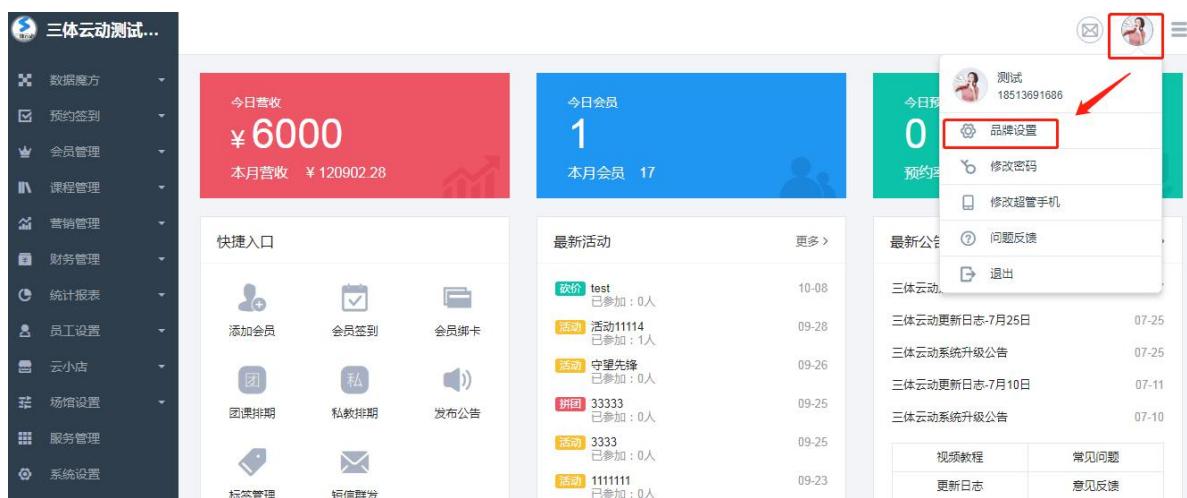 三体云动测试...
数据魔方
预约签到
会员管理
课程管理
营销管理
财务管理
统计报表
员工设置
云小店
场馆设置
服务管理
系统设置
今日营收
¥ 6000
本月营收 ¥ 120902.28
今日会员
1
本月会员 17
今日预
0
预约率
测试
18513691686
品牌设置
修改密码
修改超管手机
问题反馈
退出
快捷入口
添加会员
会员签到
会员绑卡
团
私
团课排期
私教排期
发布公告
标签管理
短信群发
最新活动
更多 >
砍价 test 10-08
已参加：0人
活动 活动11114 09-28
已参加：1人
活动 守望先锋 09-26
已参加：0人
拼团 33333 09-25
已参加：0人
活动 3333 09-25
已参加：0人
活动 1111111 09-23
已参加：0人
最新公告
三体云动
三体云动更新日志-7月25日 07-25
三体云动系统升级公告 07-25
三体云动更新日志-7月10日 07-11
三体云动系统升级公告 07-10
视频教程 常见问题
更新日志 意见反馈